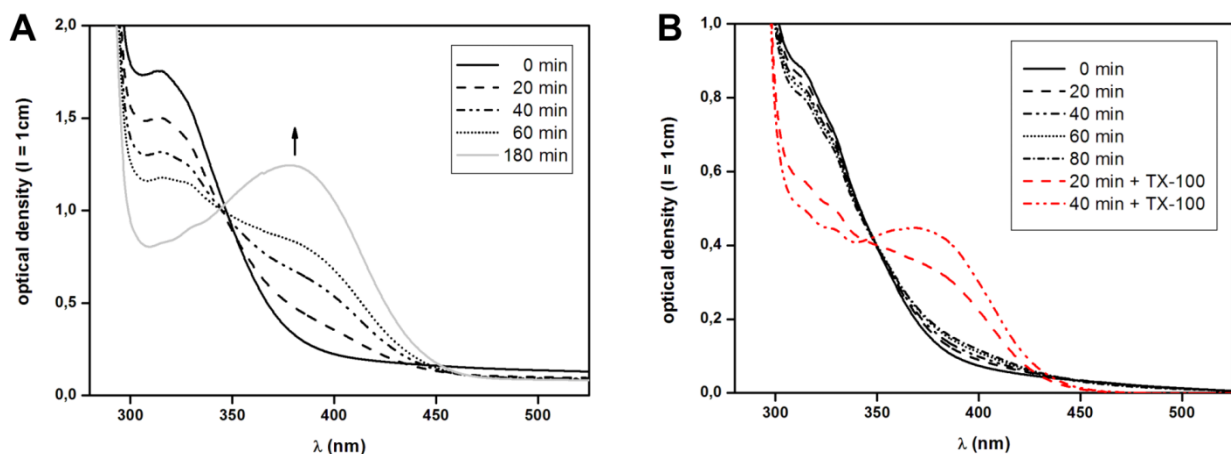 A
optical density (l = 1cm)
2,0
1,5
1,0
0,5
0,0
0 min
20 min
40 min
60 min
180 min
300
350
400
450
500
λ (nm)
B
optical density (l = 1cm)
1,0
0,8
0,6
0,4
0,2
0,0
0 min
20 min
40 min
60 min
80 min
20 min + TX-100
40 min + TX-100
300
350
400
450
500
λ (nm)